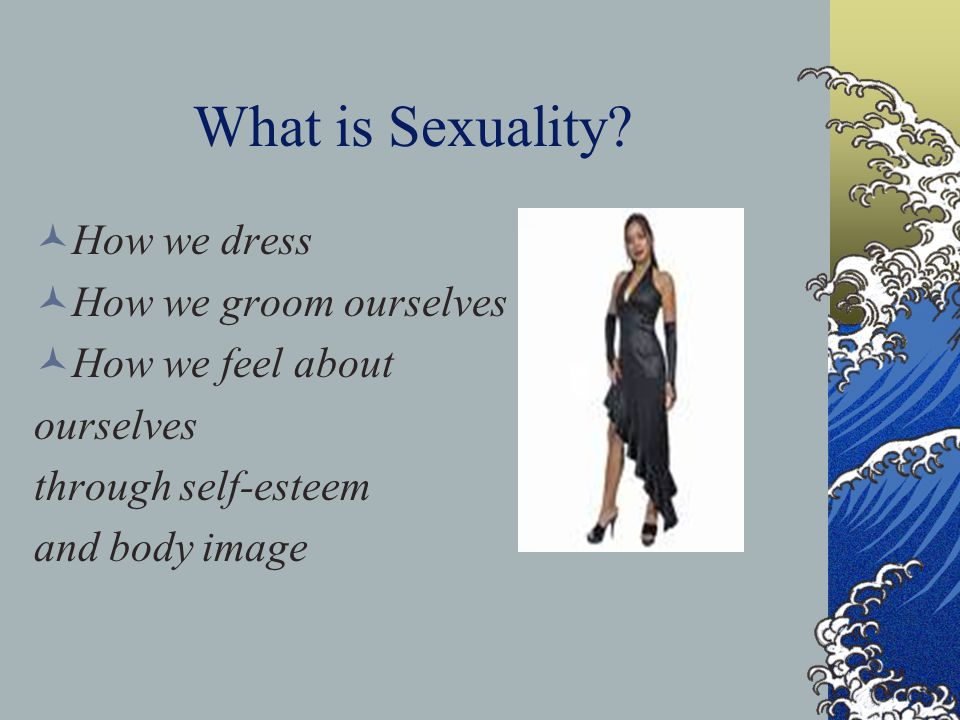 What is Sexuality?
How we dress
How we groom ourselves
How we feel about
ourselves
through self-esteem
and body image